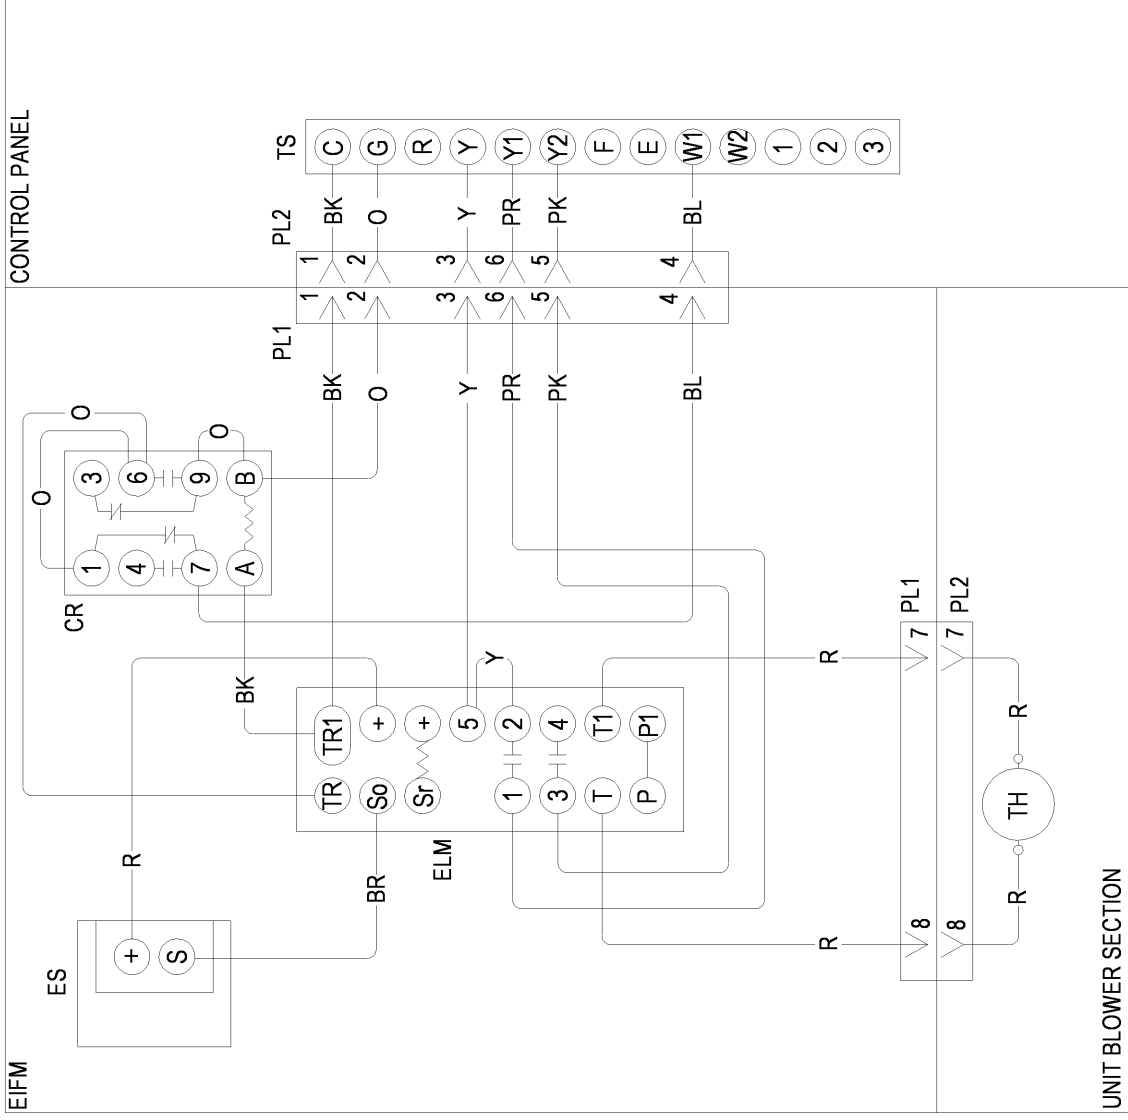 EIFM
CONTROL PANEL
O
ES
CR
O
1 3
+ R 4 6
S
7 9
O
BK A B
PL1 PL2
TS
1 1
TR TR1 BK BK C
2 2
BR So + O O G
Sr + R
ELM
3 3
5 Y Y Y
Y
6 6
1 2 PR PR Y1
5 5
3 4 PK PK Y2
T T1 F
P P1 E
4 4
BL BL W1
W2
1
2
R R
3
PL1
8 7
PL2
8 7
R TH R
UNIT BLOWER SECTION